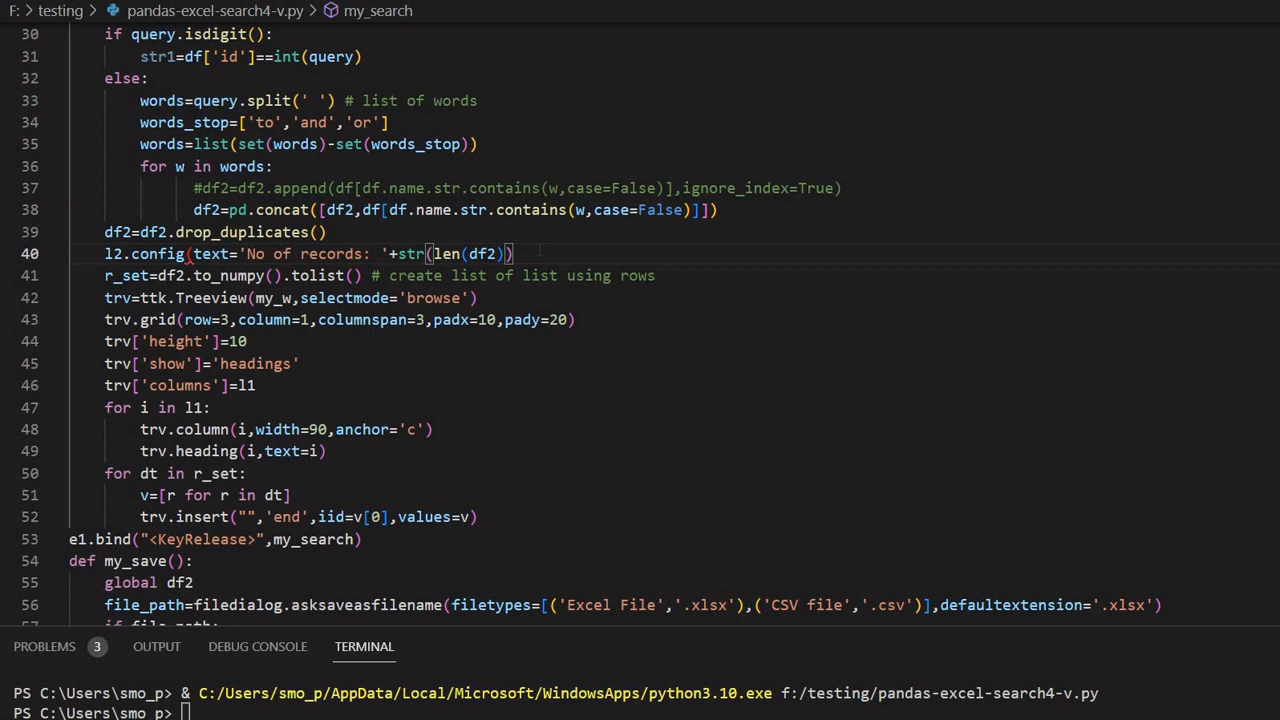 F: > testing > pandas-excel-search4-v.py > my_search
30 if query.isdigit():
31 str1=df['id']==int(query)
32 else:
33 words=query.split(' ') # list of words
34 words_stop=['to','and','or']
35 words=list(set(words)-set(words_stop))
36 for w in words:
37 #df2=df2.append(df[df.name.str.contains(w,case=False)],ignore_index=True)
38 df2=pd.concat([df2,df[df.name.str.contains(w,case=False)]])
39 df2=df2.drop_duplicates()
40 l2.config(text='No of records: '+str(len(df2))
41 r_set=df2.to_numpy().tolist() # create list of list using rows
42 trv=ttk.Treeview(my_w,selectmode='browse')
43 trv.grid(row=3,column=1,columnspan=3,padx=10,pady=20)
44 trv['height']=10
45 trv['show']='headings'
46 trv['columns']=l1
47 for i in l1:
48 trv.column(i,width=90,anchor='c')
49 trv.heading(i,text=i)
50 for dt in r_set:
51 v=[r for r in dt]
52 trv.insert("",'end',iid=v[0],values=v)
53 e1.bind("<KeyRelease>",my_search)
54 def my_save():
55 global df2
56 file_path=filedialog.asksaveasfilename(filetypes=[('Excel File','.xlsx'),('CSV file','.csv')],defaultextension='.xlsx')
57 if file_path:
PROBLEMS 3 OUTPUT DEBUG CONSOLE TERMINAL
PS C:\Users\smo_p> & C:/Users/smo_p/AppData/Local/Microsoft/WindowsApps/python3.10.exe f:/testing/pandas-excel-search4-v.py
PS C:\Users\smo_p>